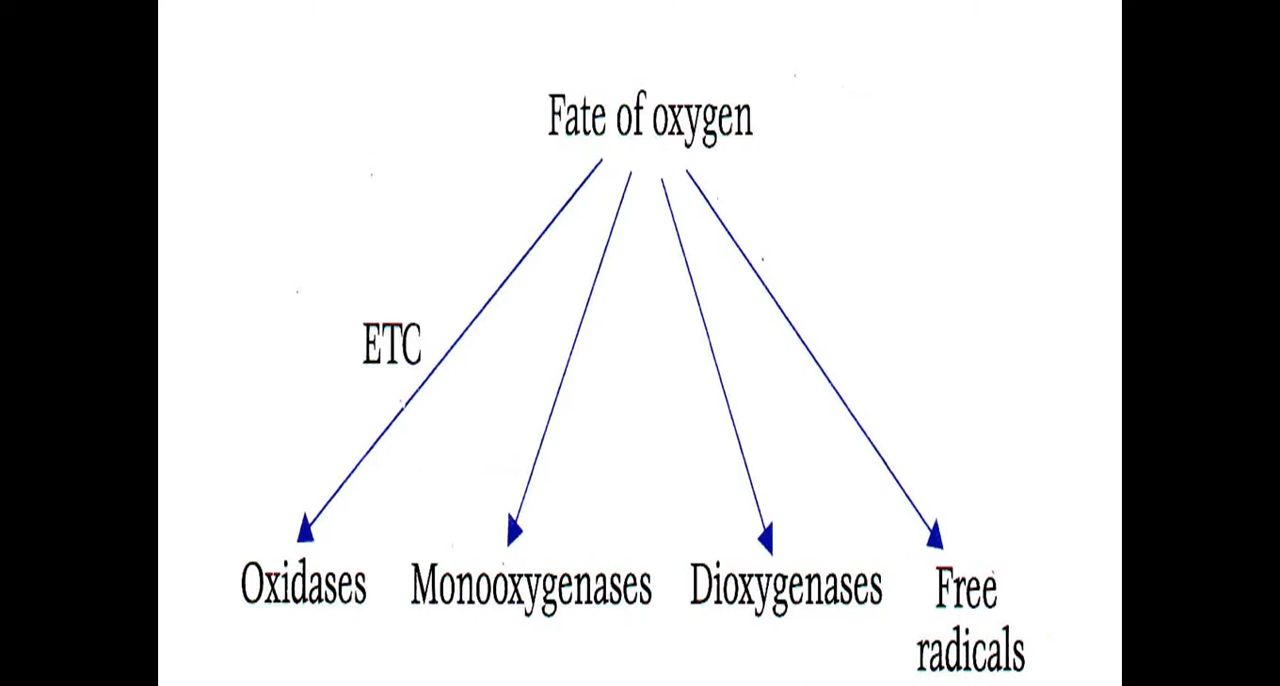 Fate of oxygen
ETC
Oxidases
Monooxygenases
Dioxygenases
Free
radicals